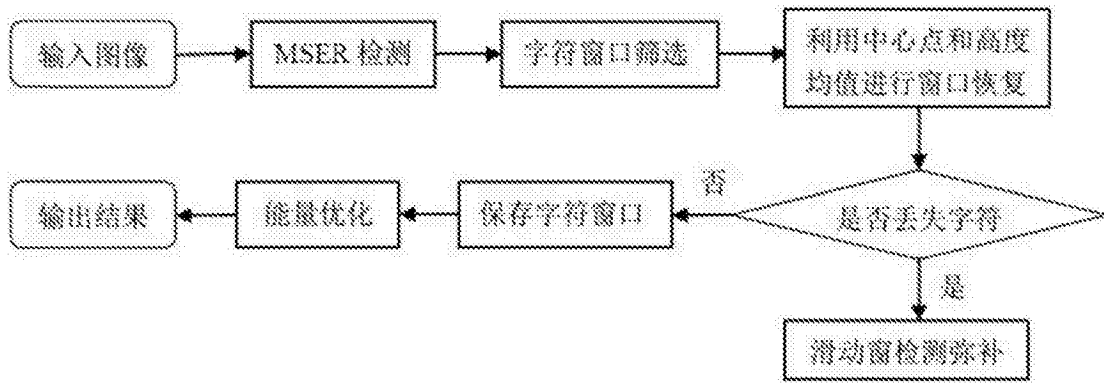 输入图像
MSER 检测
字符窗口筛选
利用中心点和高度
均值进行窗口恢复
是否丢失字符
否
保存字符窗口
能量优化
输出结果
是
滑动窗检测弥补